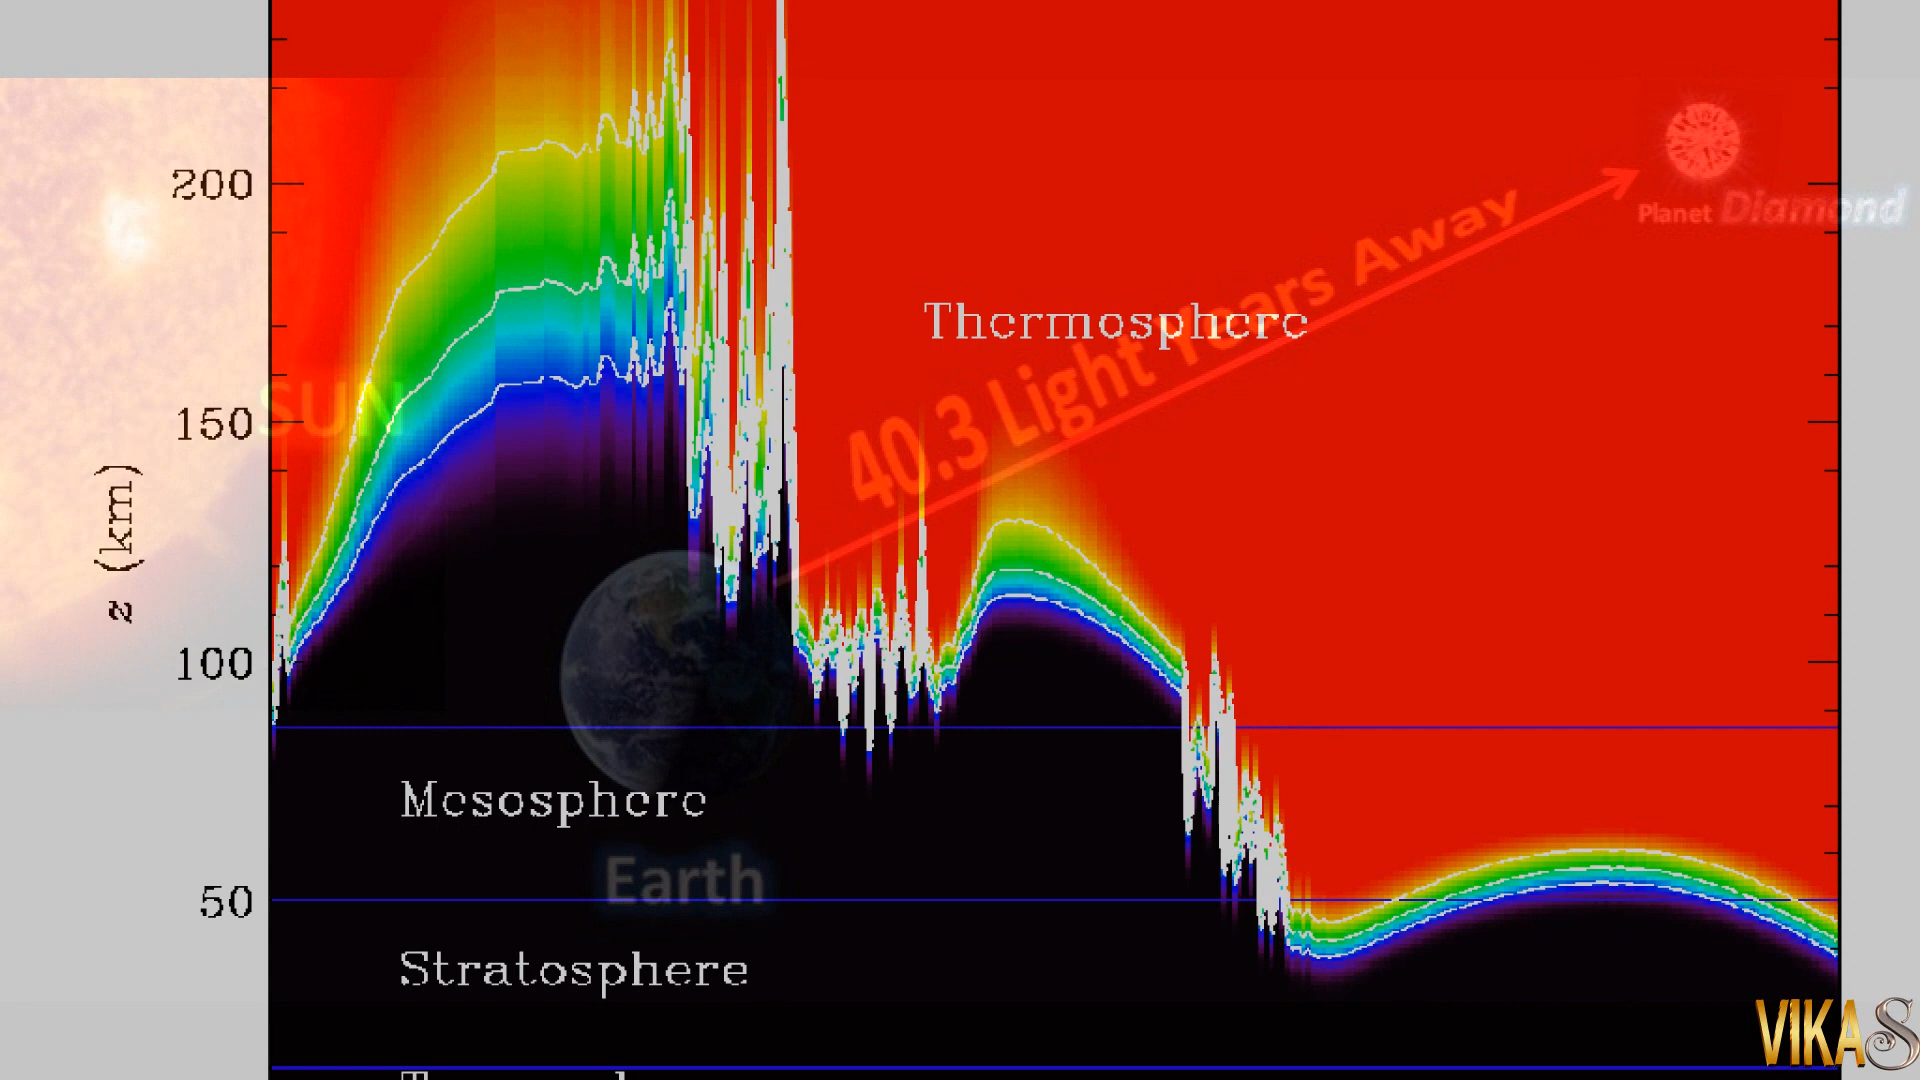 200
Planet Diamond
40.3 Light Years Away
Thermosphere
SUN
150
z (km)
100
Mesosphere
Earth
50
Stratosphere
VIKAS